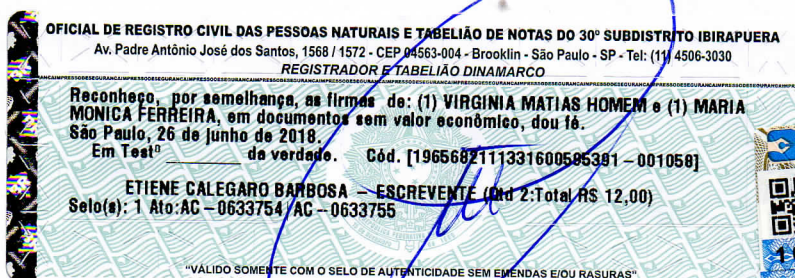 OFICIAL DE REGISTRO CIVIL DAS PESSOAS NATURAIS E TABELIÃO DE NOTAS DO 30º SUBDISTRITO IBIRAPUERA
Av. Padre Antônio José dos Santos, 1568 / 1572 - CEP 04563-004 - Brooklin - São Paulo - SP - Tel: (11) 4506-3030
REGISTRADOR E TABELIÃO DINAMARCO
Reconheço, por semelhança, as firmas de: (1) VIRGINIA MATIAS HOMEM e (1) MARIA
MONICA FERREIRA, em documentos sem valor econômico, dou fé.
São Paulo, 26 de junho de 2018.
Em Testº ________ da verdade. Cód. [1965682111331600585391-001058]
ETIENE CALEGARO BARBOSA - ESCREVENTE (Qtd 2:Total R$ 12,00)
Selo(s): 1 Ato:AC-0633754 AC-0633755
"VÁLIDO SOMENTE COM O SELO DE AUTENTICIDADE SEM EMENDAS E/OU RASURAS"